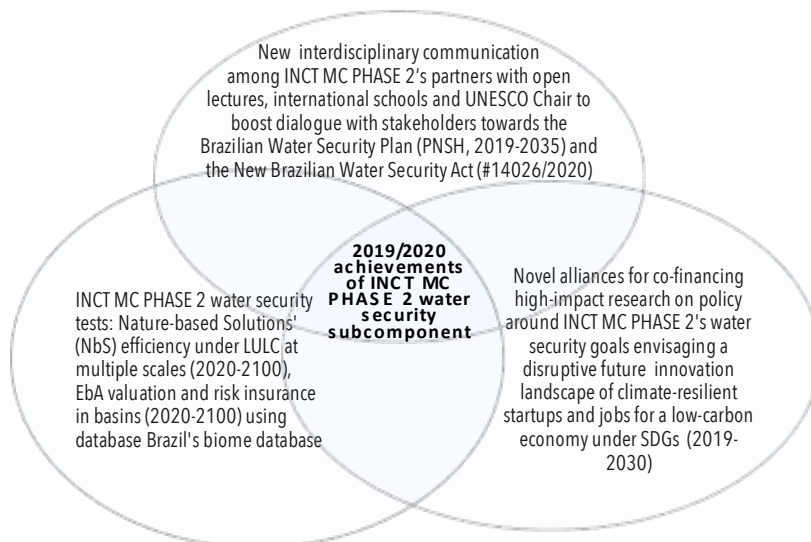 New interdisciplinary communication
among INCT MC PHASE 2's partners with open
lectures, international schools and UNESCO Chair to
boost dialogue with stakeholders towards the
Brazilian Water Security Plan (PNSH, 2019-2035) and
the New Brazilian Water Security Act (#14026/2020)
2019/2020
achievements
of INCT MC
PHASE 2 water
security
subcomponent
INCT MC PHASE 2 water security
tests: Nature-based Solutions'
(NbS) efficiency under LULC at
multiple scales (2020-2100),
EbA valuation and risk insurance
in basins (2020-2100) using
database Brazil's biome database
Novel alliances for co-financing
high-impact research on policy
around INCT MC PHASE 2's water
security goals envisaging a
disruptive future innovation
landscape of climate-resilient
startups and jobs for a low-carbon
economy under SDGs (2019-
2030)